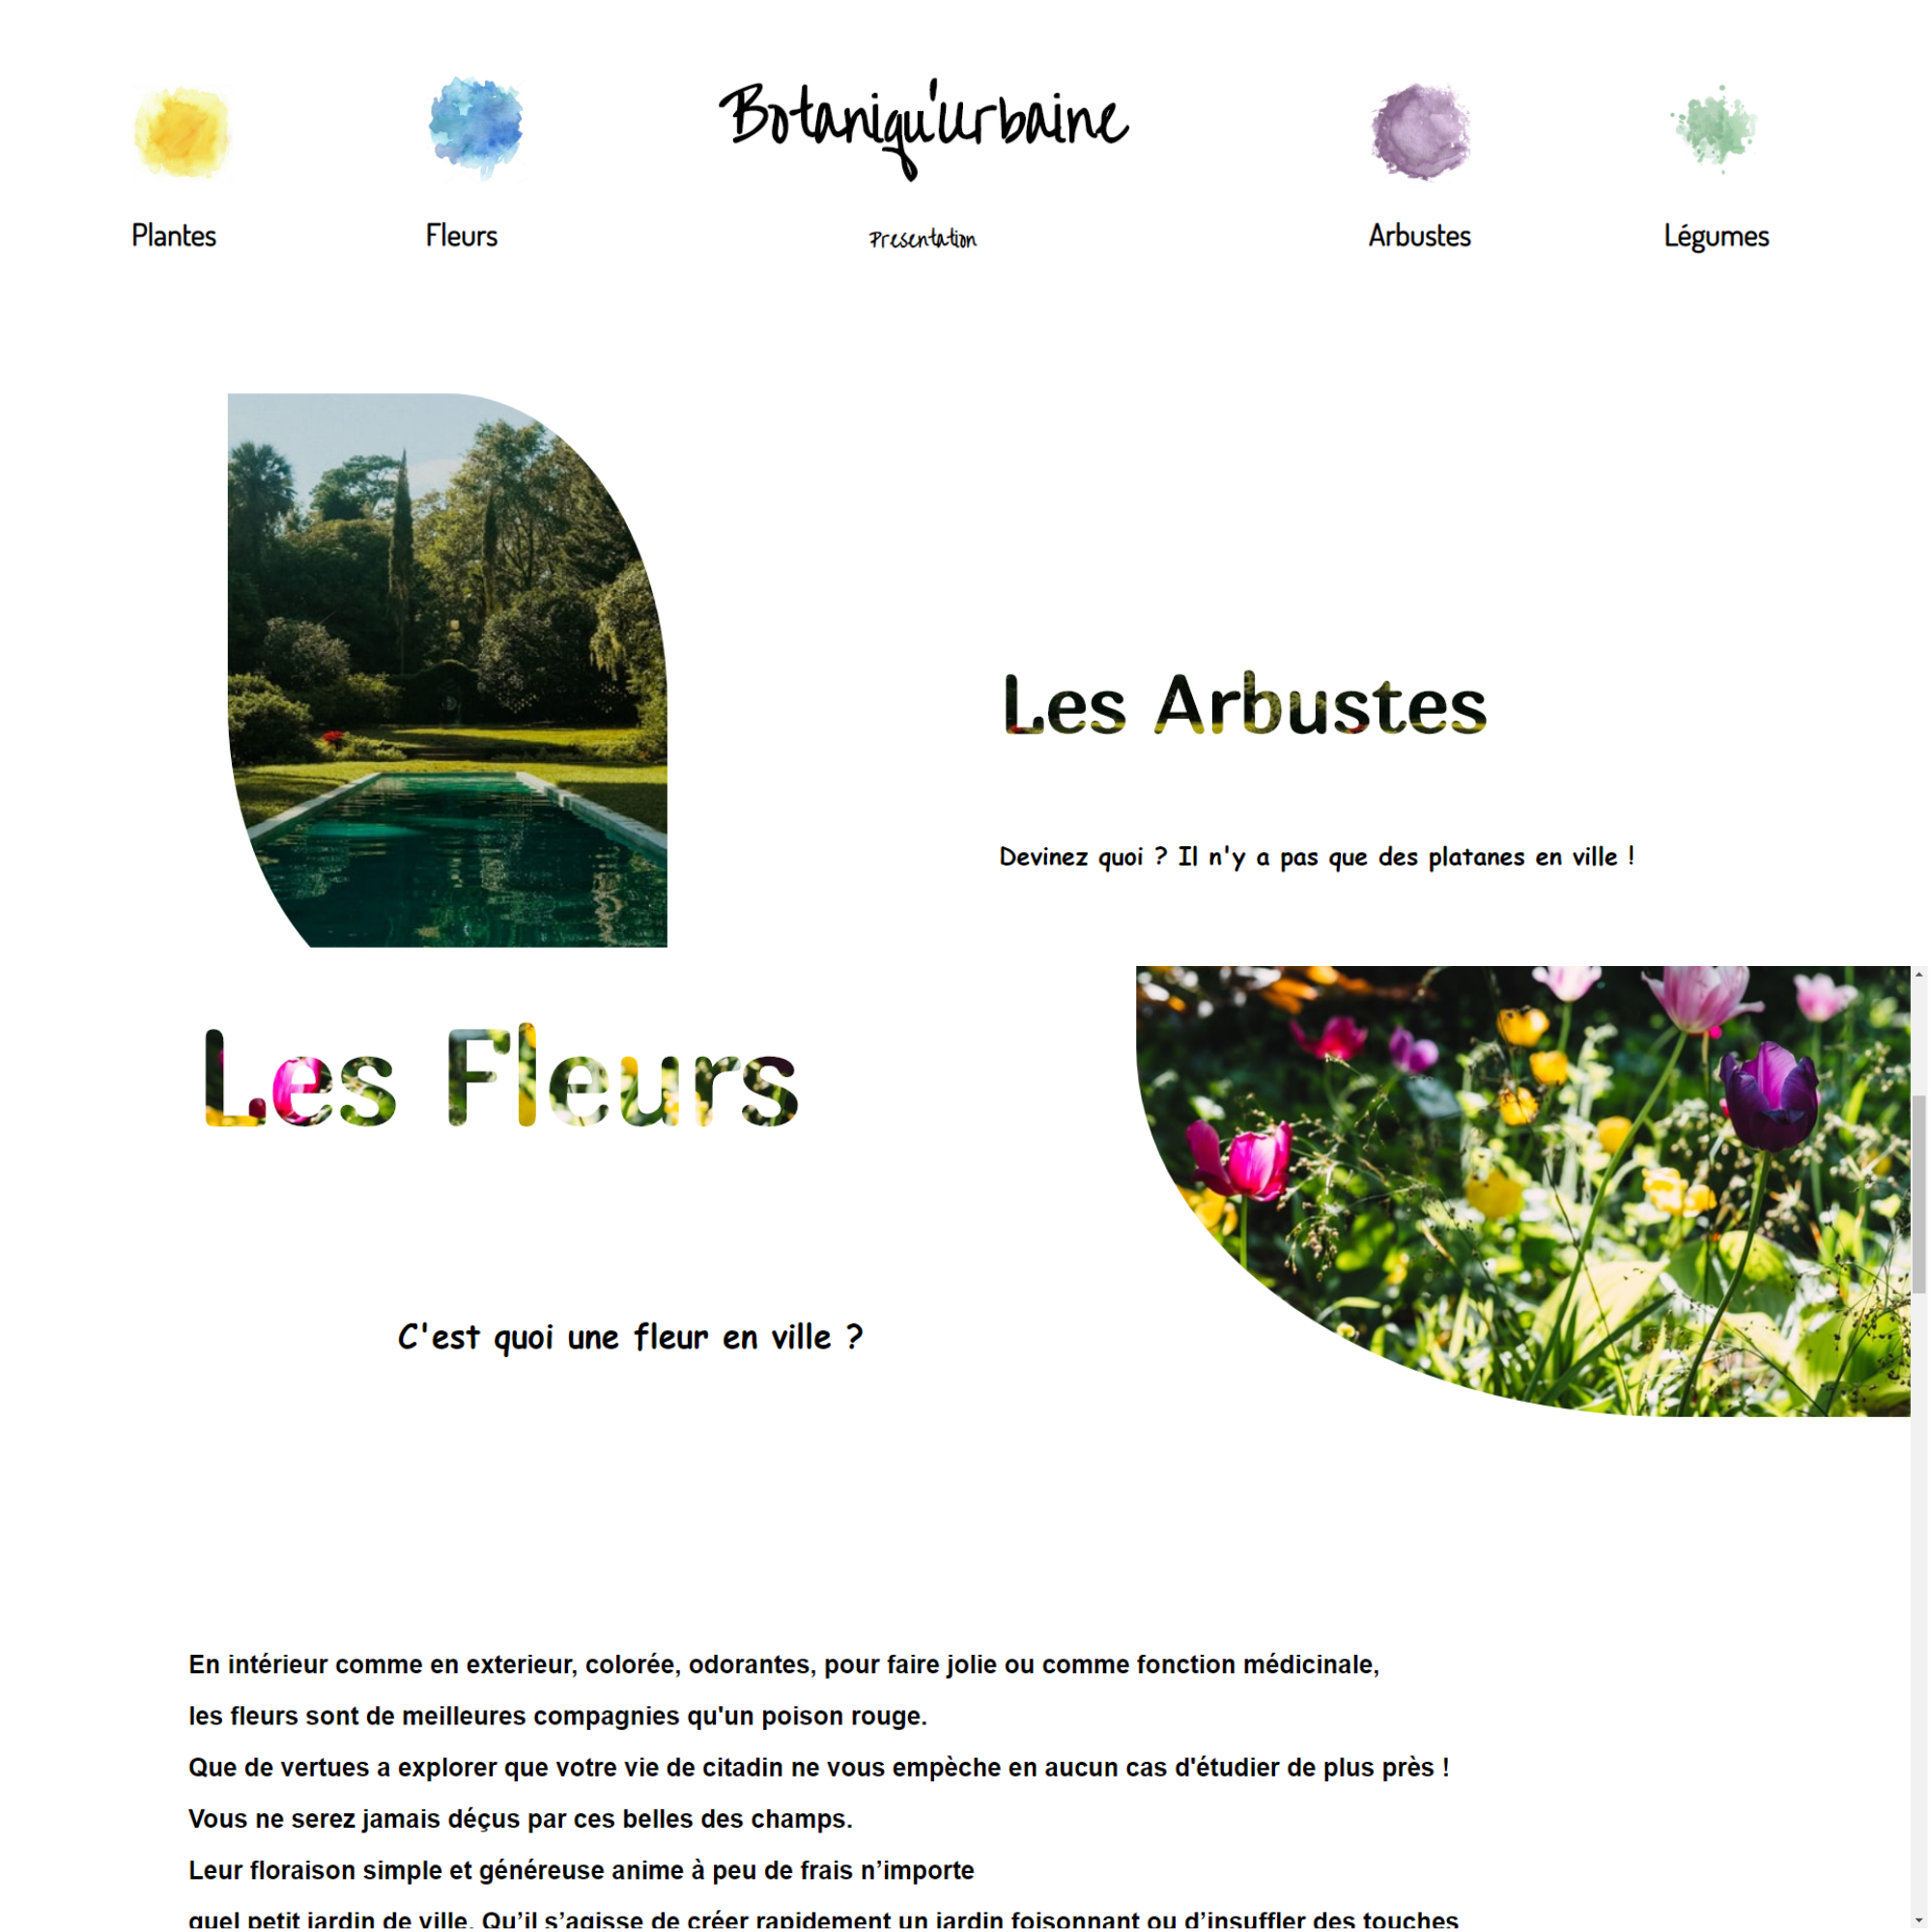 Botaniqu'Urbaine
Plantes
Fleurs
Presentation
Arbustes
Légumes
Les Arbustes
Devinez quoi ? Il n'y a pas que des platanes en ville !
Les Fleurs
C'est quoi une fleur en ville ?
En intérieur comme en exterieur, colorée, odorantes, pour faire jolie ou comme fonction médicinale,
les fleurs sont de meilleures compagnies qu'un poison rouge.
Que de vertues a explorer que votre vie de citadin ne vous empèche en aucun cas d'étudier de plus près !
Vous ne serez jamais déçus par ces belles des champs.
Leur floraison simple et généreuse anime à peu de frais n’importe
quel petit jardin de ville. Qu’il s’agisse de créer rapidement un jardin foisonnant ou d’insuffler des touches